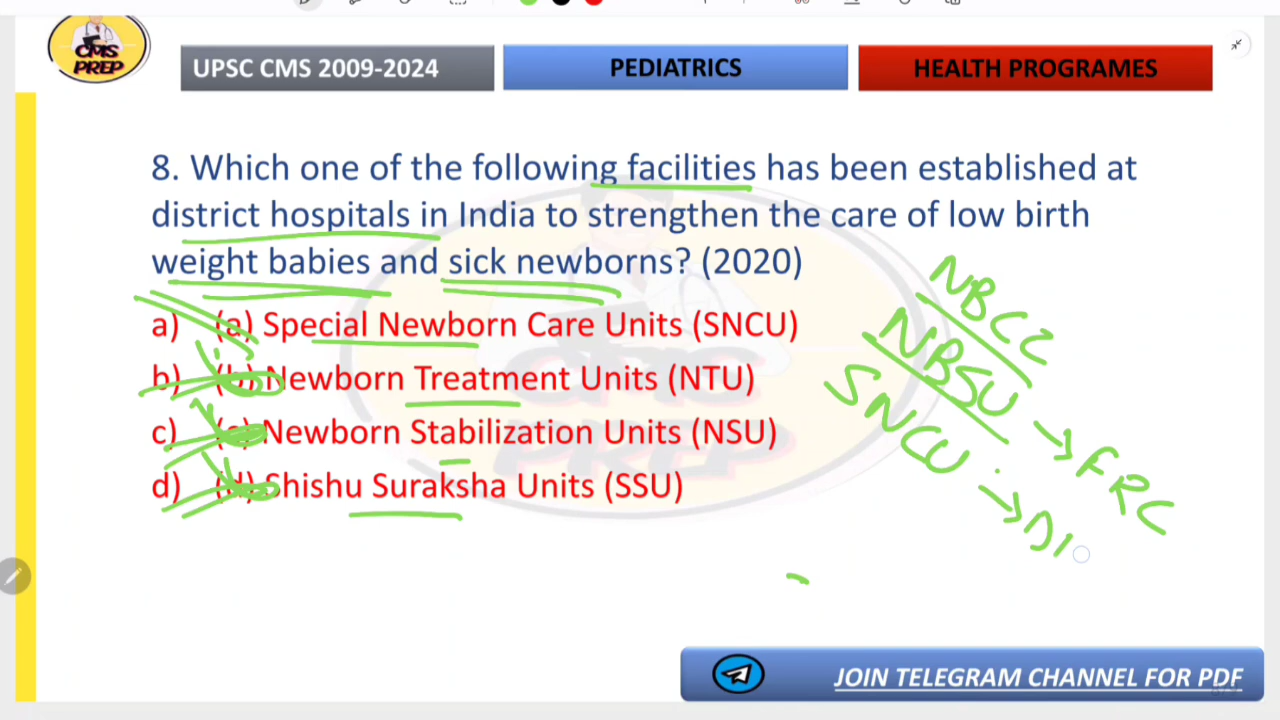 CMS
PREP
UPSC CMS 2009-2024
PEDIATRICS
HEALTH PROGRAMES
8. Which one of the following facilities has been established at
district hospitals in India to strengthen the care of low birth
weight babies and sick newborns? (2020)
a) (a) Special Newborn Care Units (SNCU)
b) (b) Newborn Treatment Units (NTU)
c) (c) Newborn Stabilization Units (NSU)
d) (d) Shishu Suraksha Units (SSU)
NBCC
NBSU → FRC
SNCU → DI
CMS
PREP
JOIN TELEGRAM CHANNEL FOR PDF